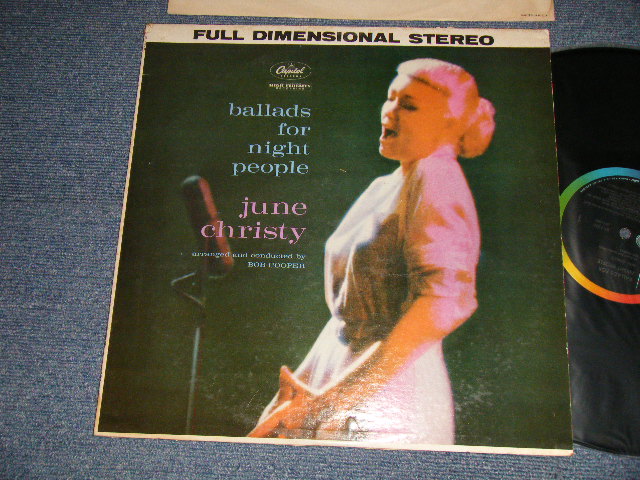 FULL DIMENSIONAL STEREO
Capitol
ballads
for
night
people
june
christy
arranged and conducted by
BOB COOPER